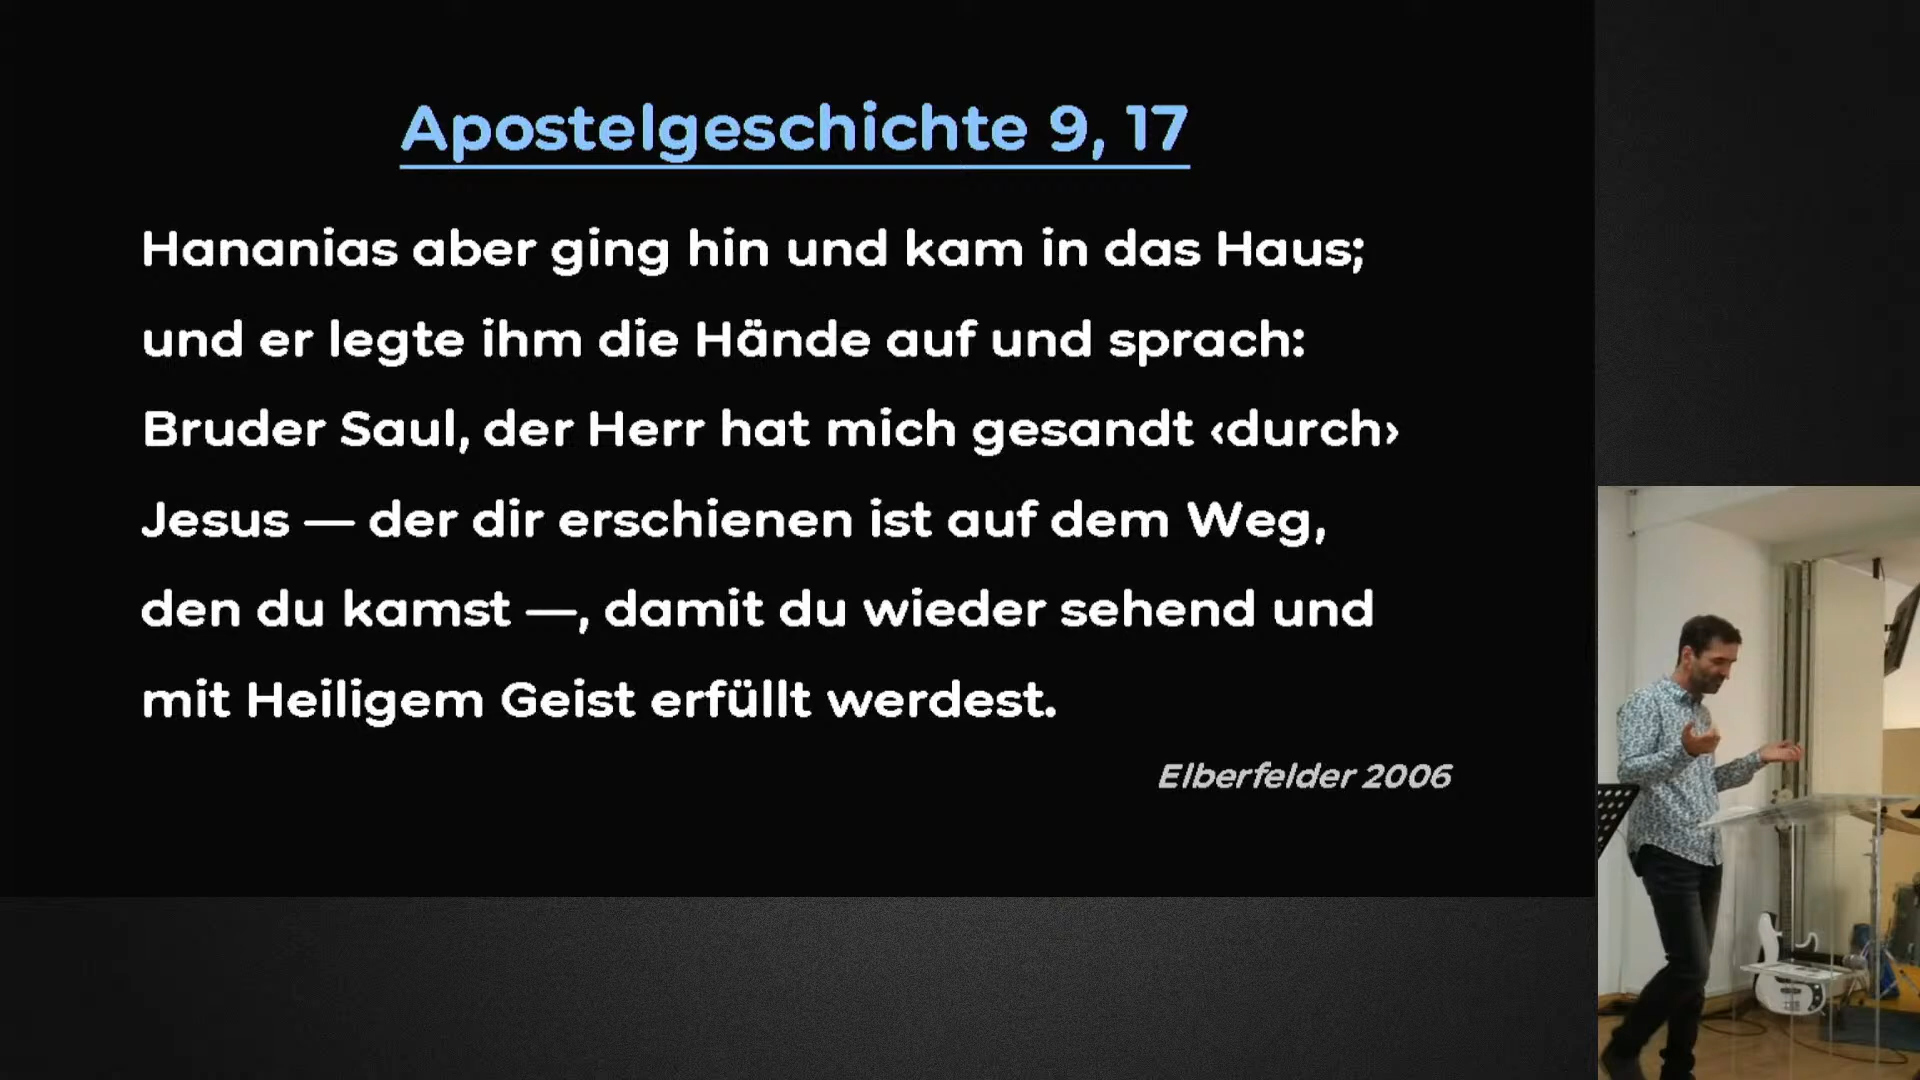 Apostelgeschichte 9, 17
Hananias aber ging hin und kam in das Haus;
und er legte ihm die Hände auf und sprach:
Bruder Saul, der Herr hat mich gesandt ‹durch›
Jesus — der dir erschienen ist auf dem Weg,
den du kamst —, damit du wieder sehend und
mit Heiligem Geist erfüllt werdest.
Elberfelder 2006